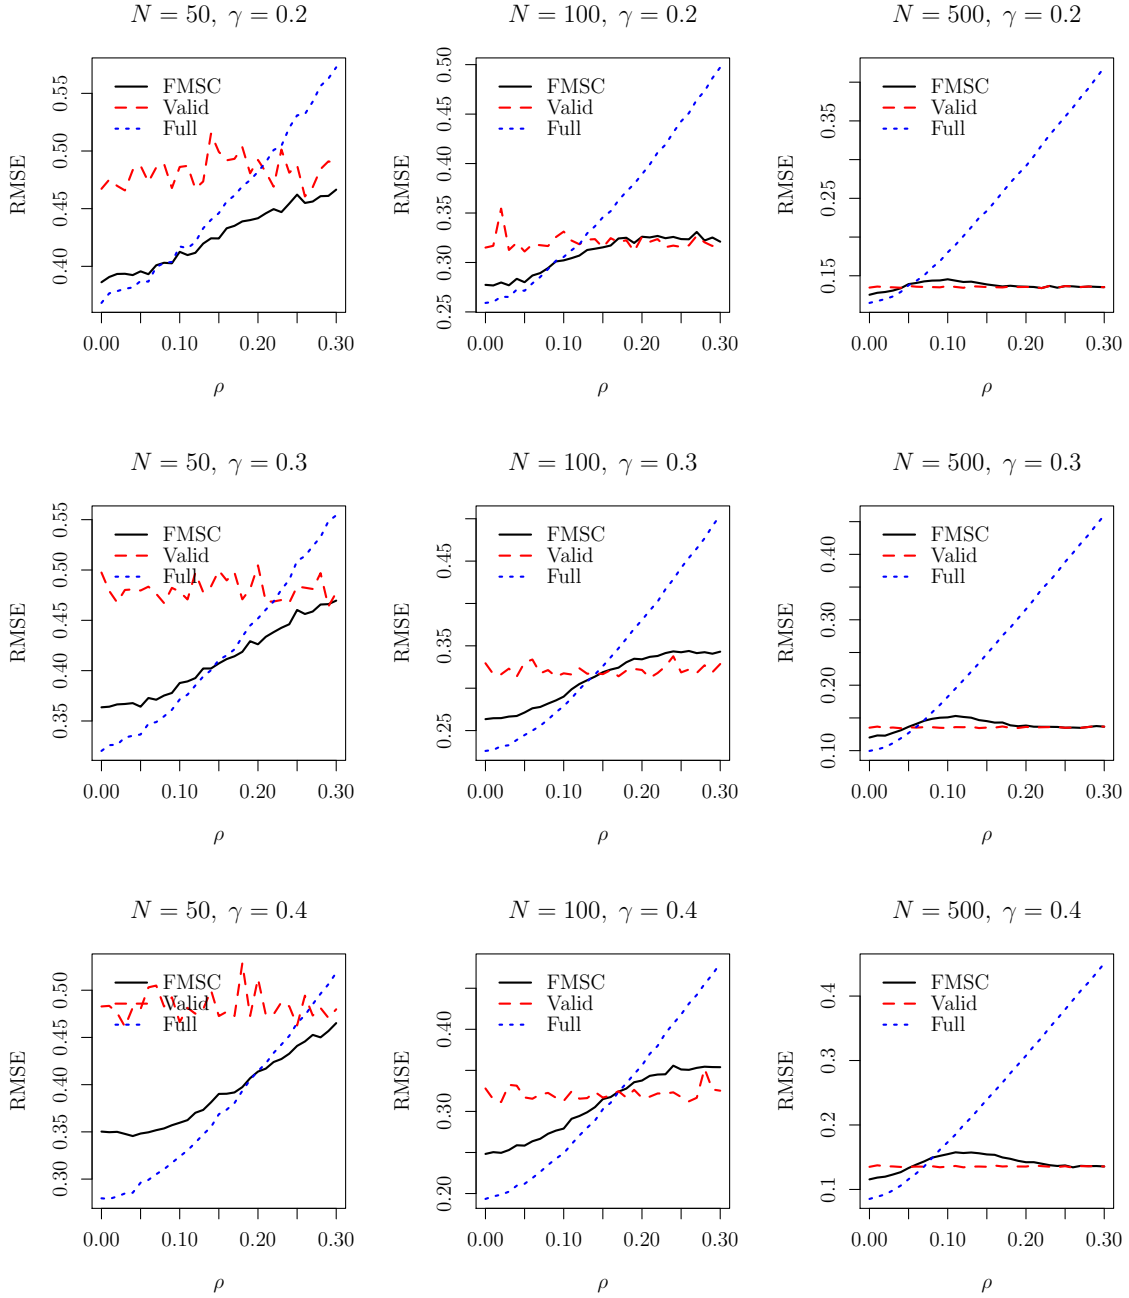 N = 50, γ = 0.2
RMSE
0.40 0.45 0.50 0.55
FMSC
Valid
Full
0.00 0.10 0.20 0.30
ρ
N = 100, γ = 0.2
RMSE
0.25 0.30 0.35 0.40 0.45 0.50
FMSC
Valid
Full
0.00 0.10 0.20 0.30
ρ
N = 500, γ = 0.2
RMSE
0.15 0.25 0.35
FMSC
Valid
Full
0.00 0.10 0.20 0.30
ρ
N = 50, γ = 0.3
RMSE
0.35 0.40 0.45 0.50 0.55
FMSC
Valid
Full
0.00 0.10 0.20 0.30
ρ
N = 100, γ = 0.3
RMSE
0.25 0.35 0.45
FMSC
Valid
Full
0.00 0.10 0.20 0.30
ρ
N = 500, γ = 0.3
RMSE
0.10 0.20 0.30 0.40
FMSC
Valid
Full
0.00 0.10 0.20 0.30
ρ
N = 50, γ = 0.4
RMSE
0.30 0.35 0.40 0.45 0.50
FMSC
Valid
Full
0.00 0.10 0.20 0.30
ρ
N = 100, γ = 0.4
RMSE
0.20 0.30 0.40
FMSC
Valid
Full
0.00 0.10 0.20 0.30
ρ
N = 500, γ = 0.4
RMSE
0.1 0.2 0.3 0.4
FMSC
Valid
Full
0.00 0.10 0.20 0.30
ρ